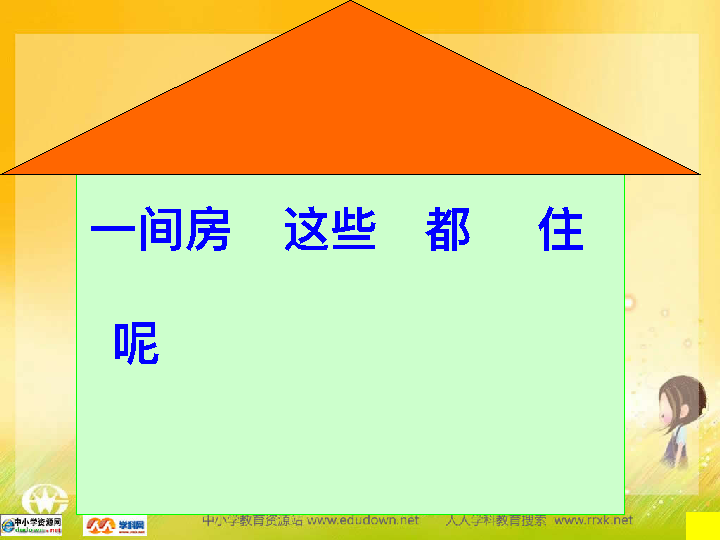 一间房 这些 都 住
呢
中小学教育资源站 www.edudown.net 人人学科教育搜索 www.rrxk.net
中小学资源网
学科网